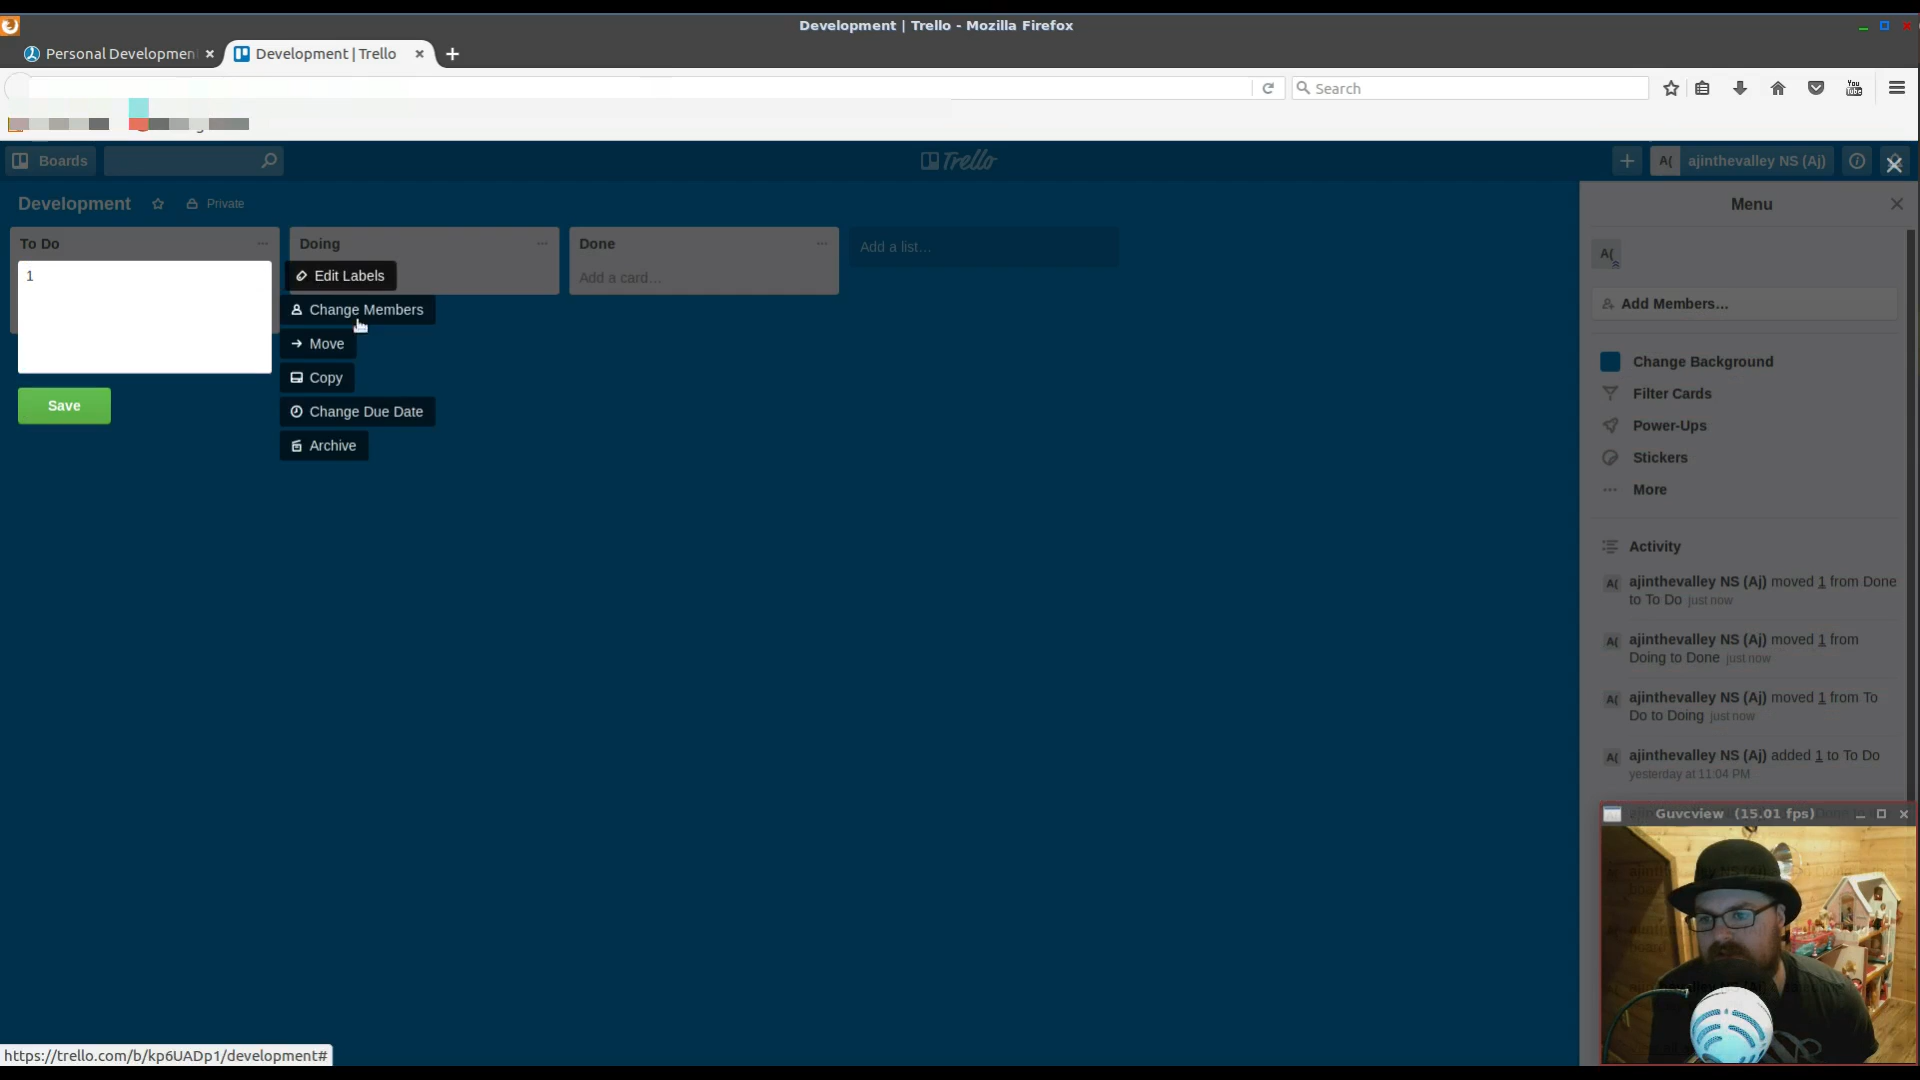 Development | Trello - Mozilla Firefox
Personal Developmen
Development | Trello
Search
You
Tube
Boards
Trello
A( ajinthevalley NS (Aj)
Development
Private
Menu
To Do
Doing
Done
Add a list…
1
Add a card…
Edit Labels
Change Members
Move
Copy
Change Due Date
Archive
Save
A(
Add Members…
Change Background
Filter Cards
Power-Ups
Stickers
More
Activity
A( ajinthevalley NS (Aj) moved 1 from Done
to To Do just now
A( ajinthevalley NS (Aj) moved 1 from
Doing to Done just now
A( ajinthevalley NS (Aj) moved 1 from To
Do to Doing just now
A( ajinthevalley NS (Aj) added 1 to To Do
yesterday at 11:04 PM
Guvcview (15.01 fps)
https://trello.com/b/kp6UADp1/development#